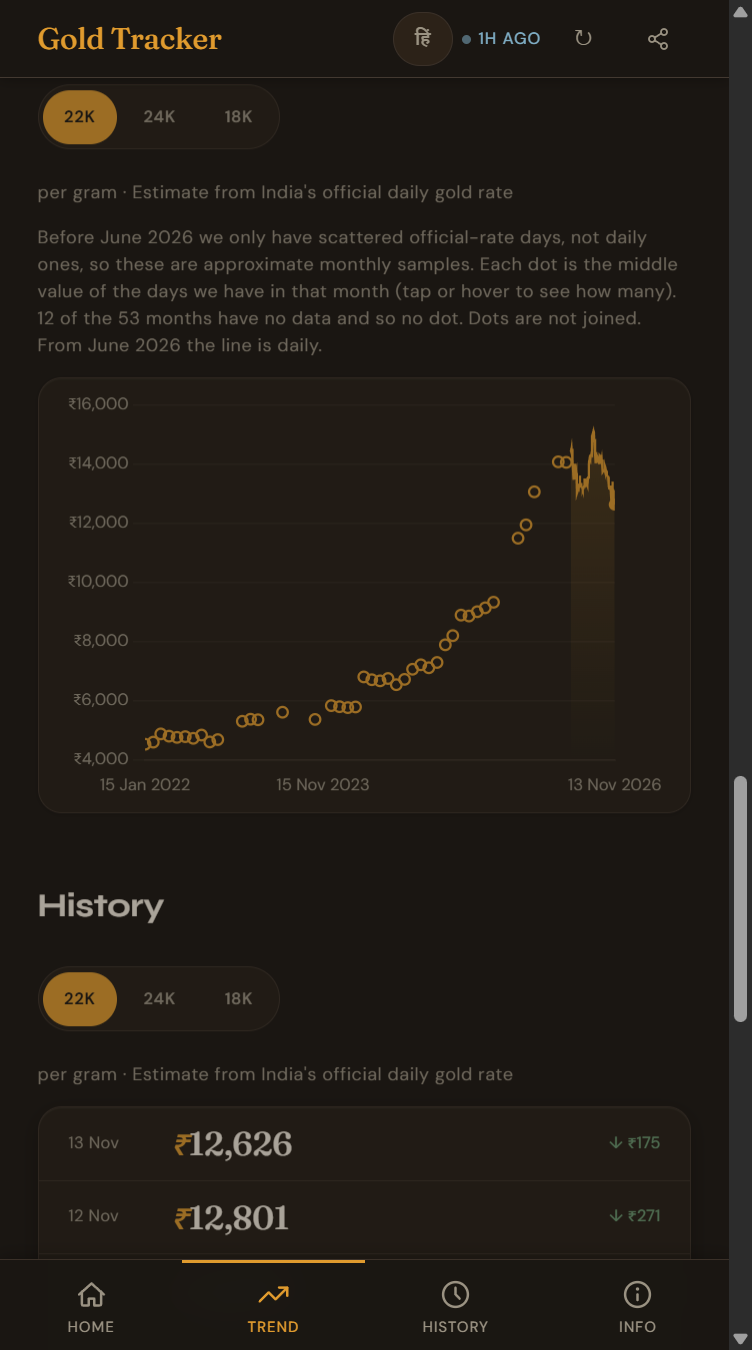 Gold Tracker
हिं
1H AGO
22K 24K 18K
per gram · Estimate from India's official daily gold rate
Before June 2026 we only have scattered official-rate days, not daily
ones, so these are approximate monthly samples. Each dot is the middle
value of the days we have in that month (tap or hover to see how many).
12 of the 53 months have no data and so no dot. Dots are not joined.
From June 2026 the line is daily.
₹16,000
₹14,000
₹12,000
₹10,000
₹8,000
₹6,000
₹4,000
15 Jan 2022 15 Nov 2023 13 Nov 2026
History
22K 24K 18K
per gram · Estimate from India's official daily gold rate
13 Nov ₹12,626 ↓ ₹175
12 Nov ₹12,801 ↓ ₹271
HOME TREND HISTORY INFO